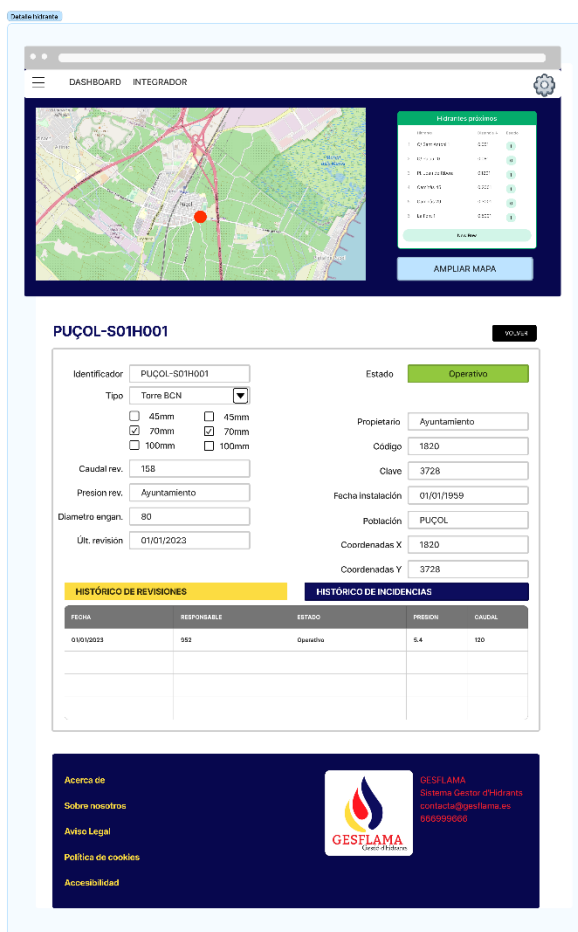 Detalle hidrante
DASHBOARD INTEGRADOR
Hidrantes próximos
AMPLIAR MAPA
PUÇOL-S01H001
VOLVER
Identificador PUÇOL-S01H001
Estado Operativo
Tipo Torre BCN
45mm 45mm
70mm 70mm
100mm 100mm
Propietario Ayuntamiento
Código 1820
Caudal rev. 158
Clave 3728
Presion rev. Ayuntamiento
Fecha instalación 01/01/1959
Diametro engan. 80
Población PUÇOL
Últ. revisión 01/01/2023
Coordenadas X 1820
Coordenadas Y 3728
HISTÓRICO DE REVISIONES HISTÓRICO DE INCIDENCIAS
FECHA RESPONSABLE ESTADO PRESION CAUDAL
01/01/2023 952 Operativo 5.4 120
Acerca de
Sobre nosotros
Aviso Legal
Política de cookies
Accesibilidad
GESFLAMA
Gestor d'Hidrants
GESFLAMA
Sistema Gestor d'Hidrants
contacta@gesflama.es
866999666